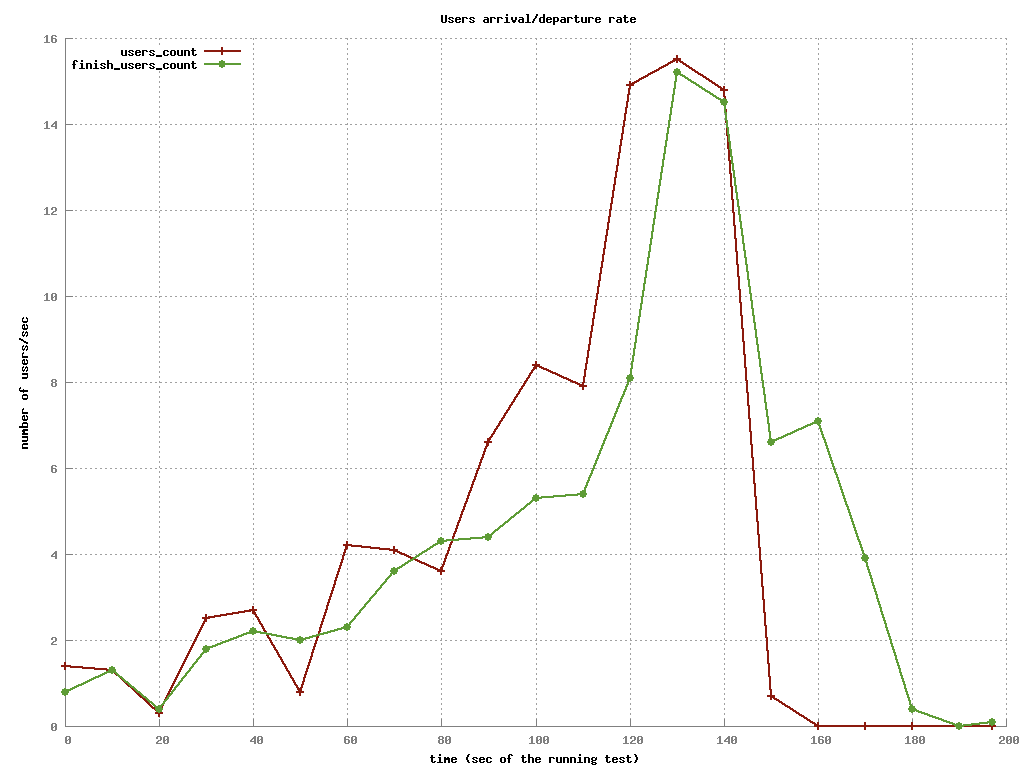 Users arrival/departure rate
users_count
finish_users_count
16
14
12
10
8
6
4
2
0
number of users/sec
0 20 40 60 80 100 120 140 160 180 200
time (sec of the running test)